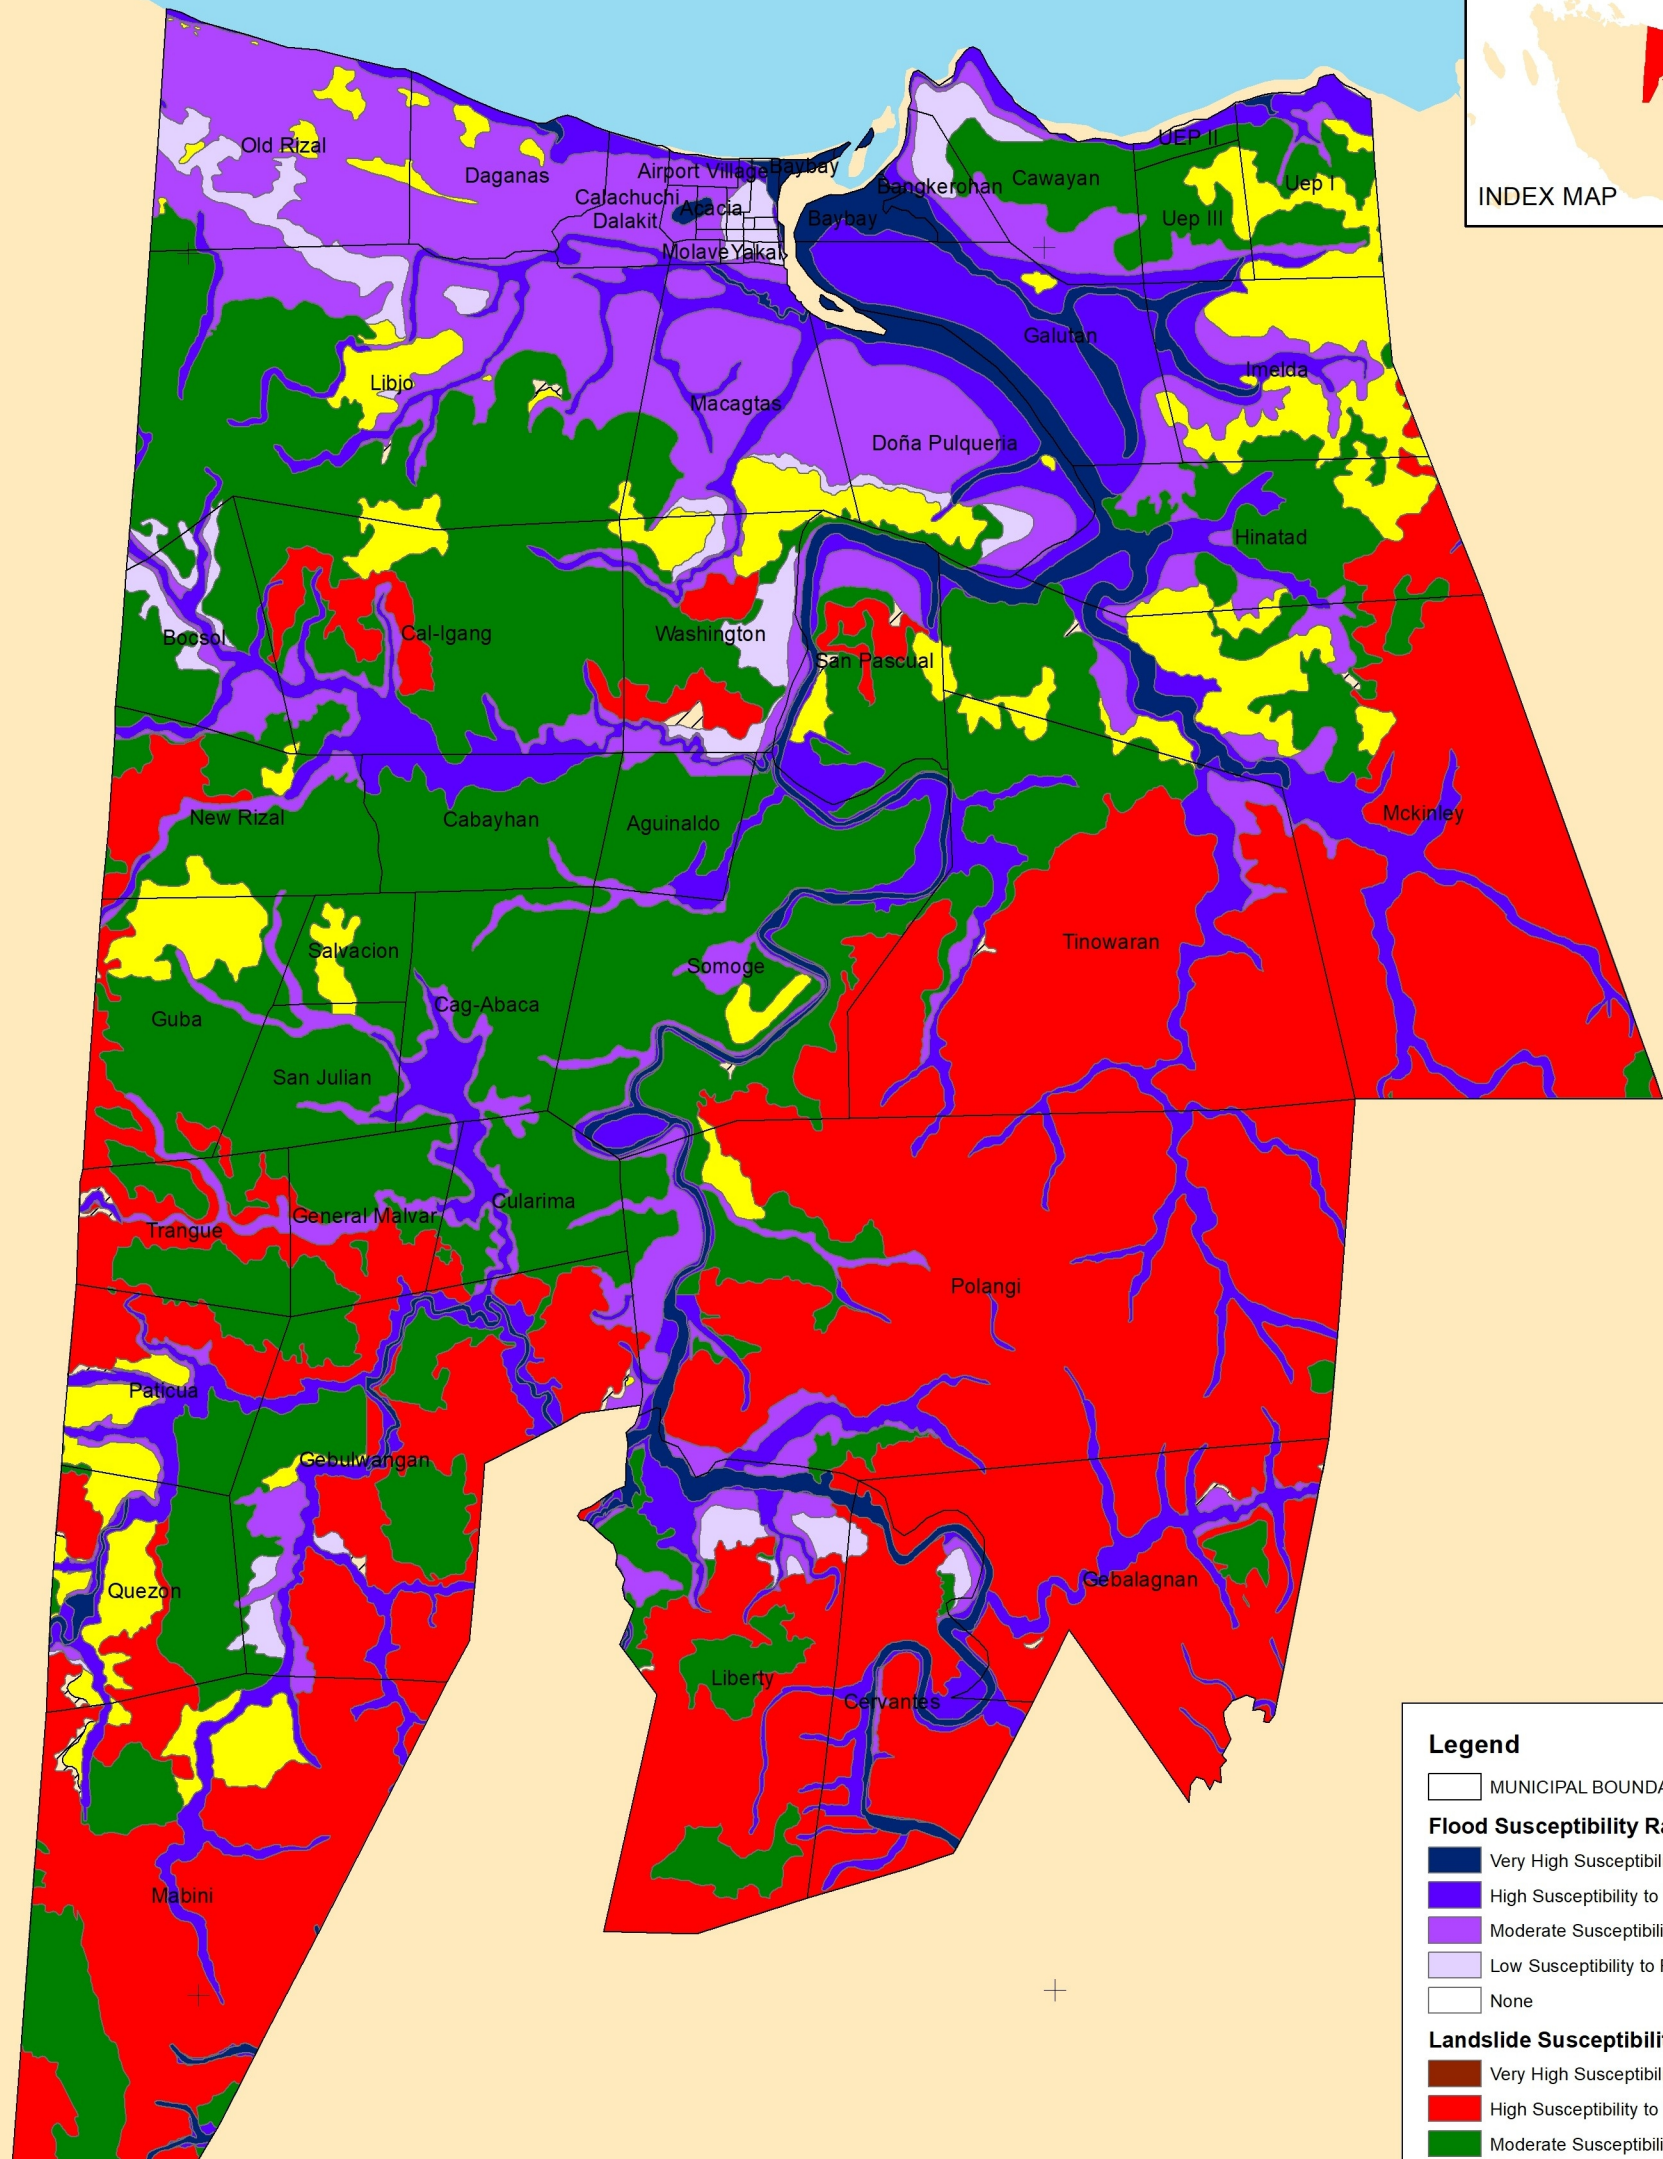 INDEX MAP
UEP II
Old Rizal
Airport Village
Baybay
Daganas
Cawayan
Uep I
Bangkerohan
Calachuchi
Acacia
Dalakit
Baybay
Uep III
Molave
Yakal
Galutan
Imelda
Libjo
Macagtas
Doña Pulqueria
Hinatad
Bocsol
Cal-Igang
Washington
San Pascual
New Rizal
Cabayhan
Aguinaldo
Mckinley
Salvacion
Tinowaran
Somoge
Guba
Cag-Abaca
San Julian
Cularima
Trangue
General Malvar
Polangi
Paticua
Gebulwangan
Quezon
Gebalagnan
Liberty
Cervantes
Mabini
Legend
MUNICIPAL BOUNDA
Flood Susceptibility Ra
Very High Susceptibil
High Susceptibility to
Moderate Susceptibili
Low Susceptibility to
None
Landslide Susceptibili
Very High Susceptibil
High Susceptibility to
Moderate Susceptibili